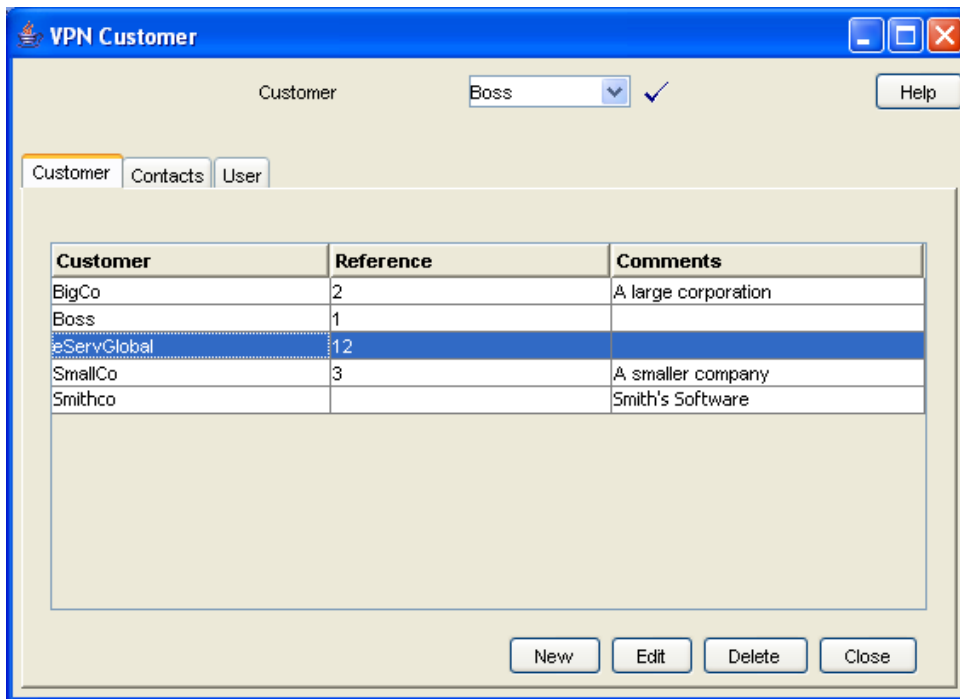 VPN Customer
Customer Boss Help
Customer Contacts User
Customer Reference Comments
BigCo 2 A large corporation
Boss 1
eServGlobal 12
SmallCo 3 A smaller company
Smithco Smith's Software
New Edit Delete Close